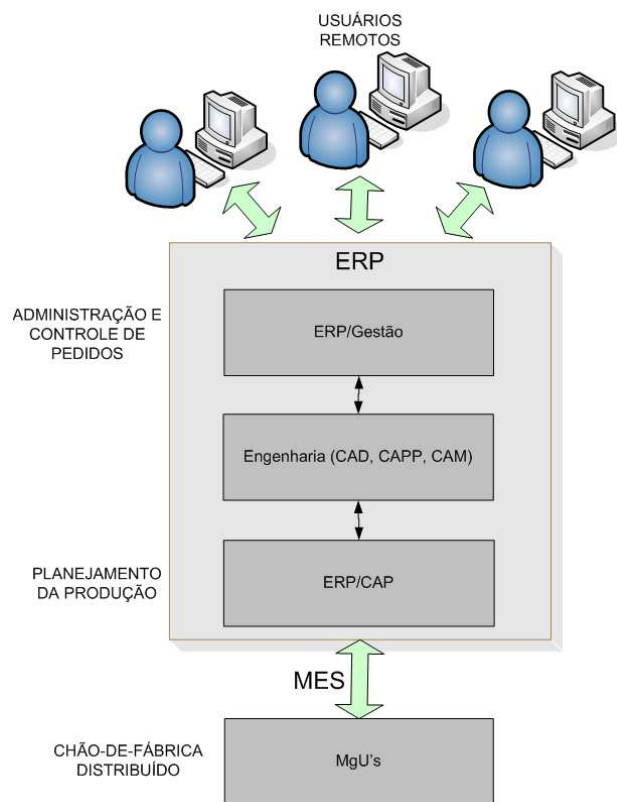 USUÁRIOS
REMOTOS
ERP
ADMINISTRAÇÃO E
CONTROLE DE
PEDIDOS
ERP/Gestão
Engenharia (CAD, CAPP, CAM)
PLANEJAMENTO
DA PRODUÇÃO
ERP/CAP
MES
CHÃO-DE-FÁBRICA
DISTRIBUÍDO
MgU's